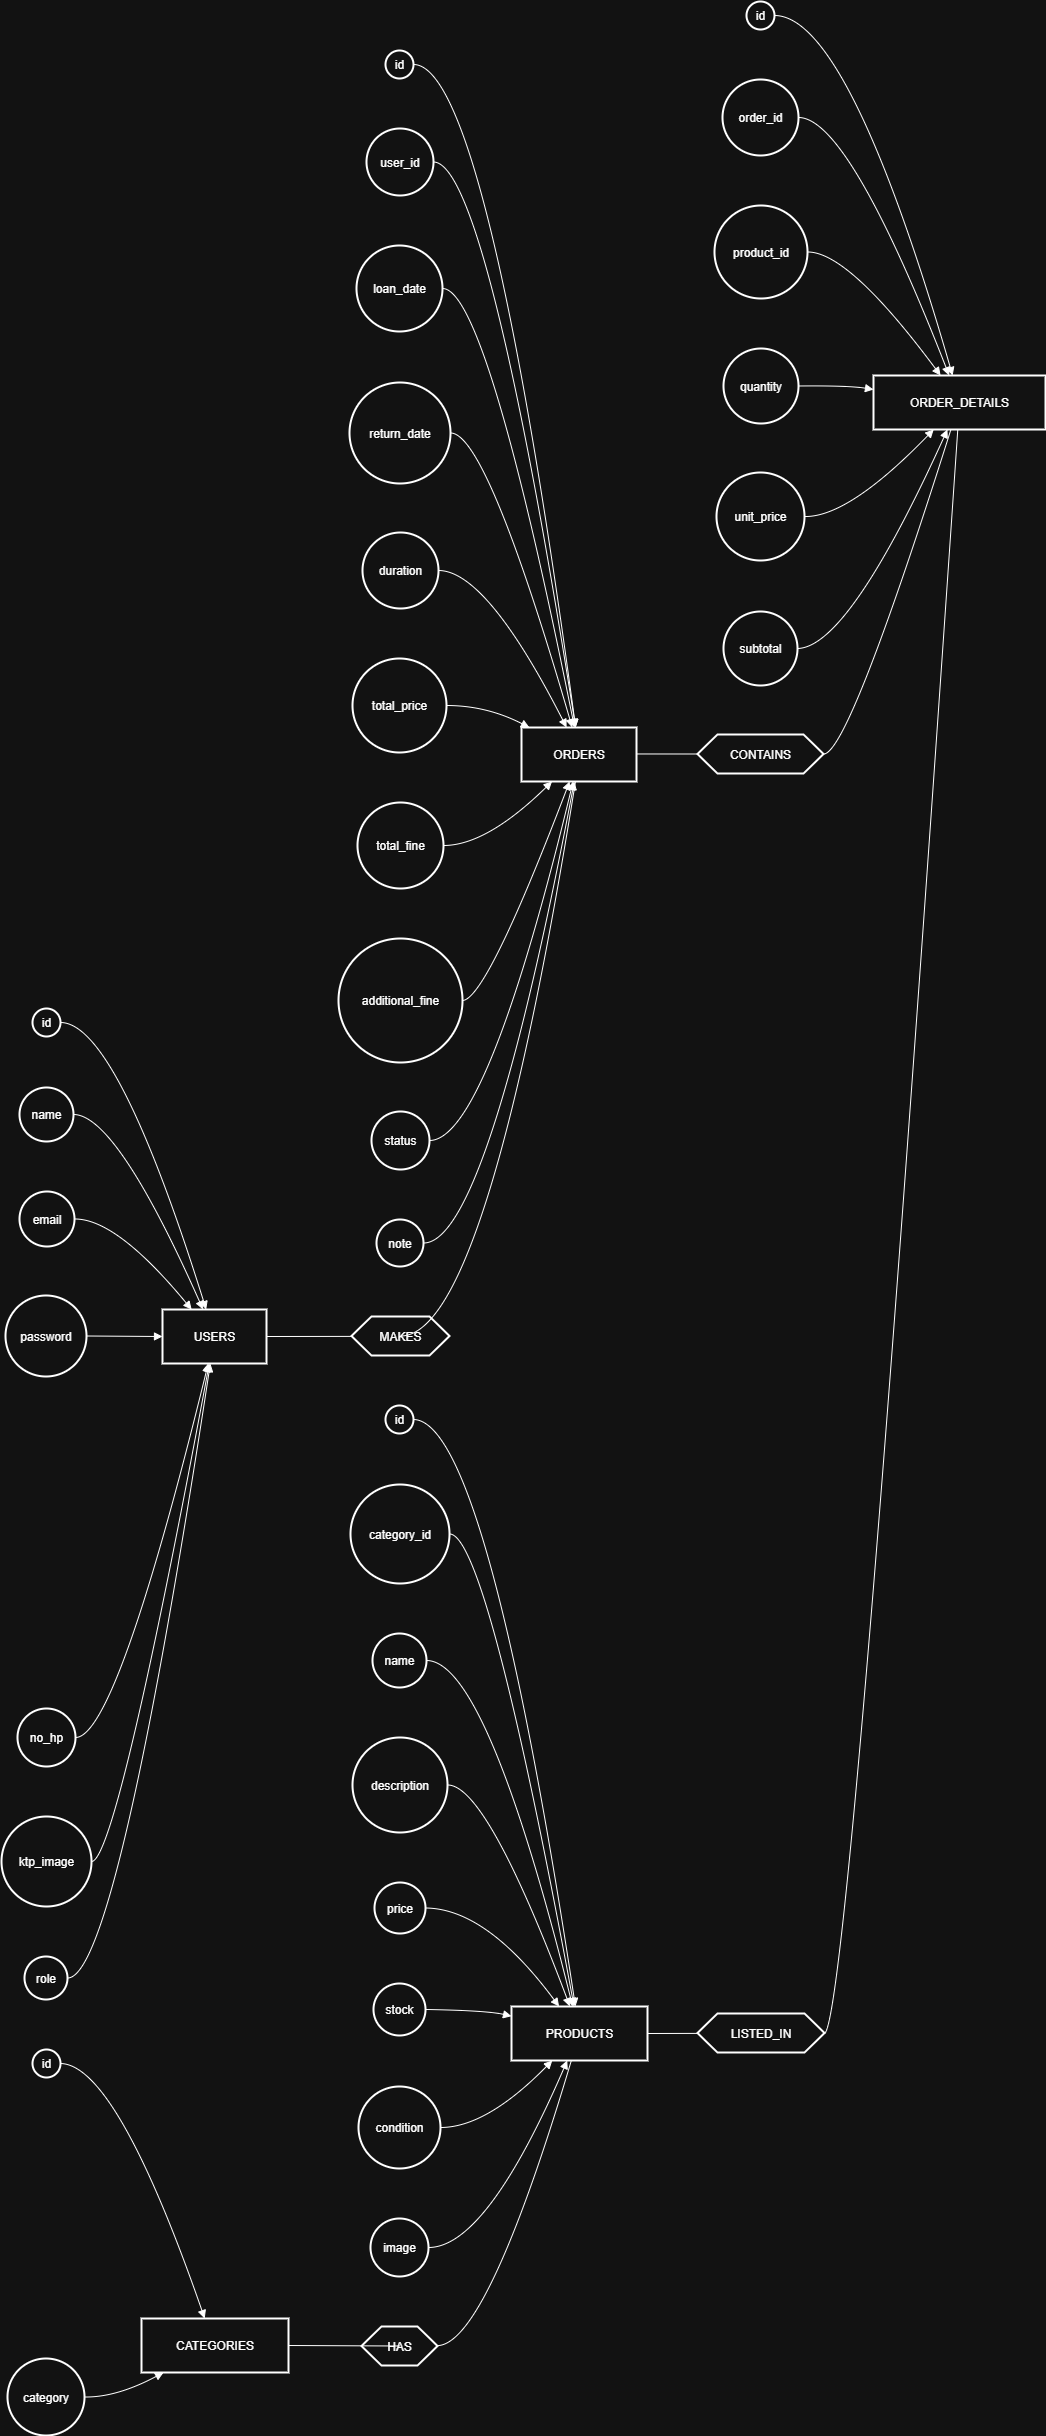 id
order_id
product_id
quantity
ORDER_DETAILS
unit_price
subtotal
id
user_id
loan_date
return_date
duration
total_price
ORDERS
CONTAINS
total_fine
additional_fine
status
note
id
name
email
password
USERS
MAKES
no_hp
ktp_image
role
id
category_id
name
description
price
stock
PRODUCTS
LISTED_IN
condition
image
id
CATEGORIES
HAS
category